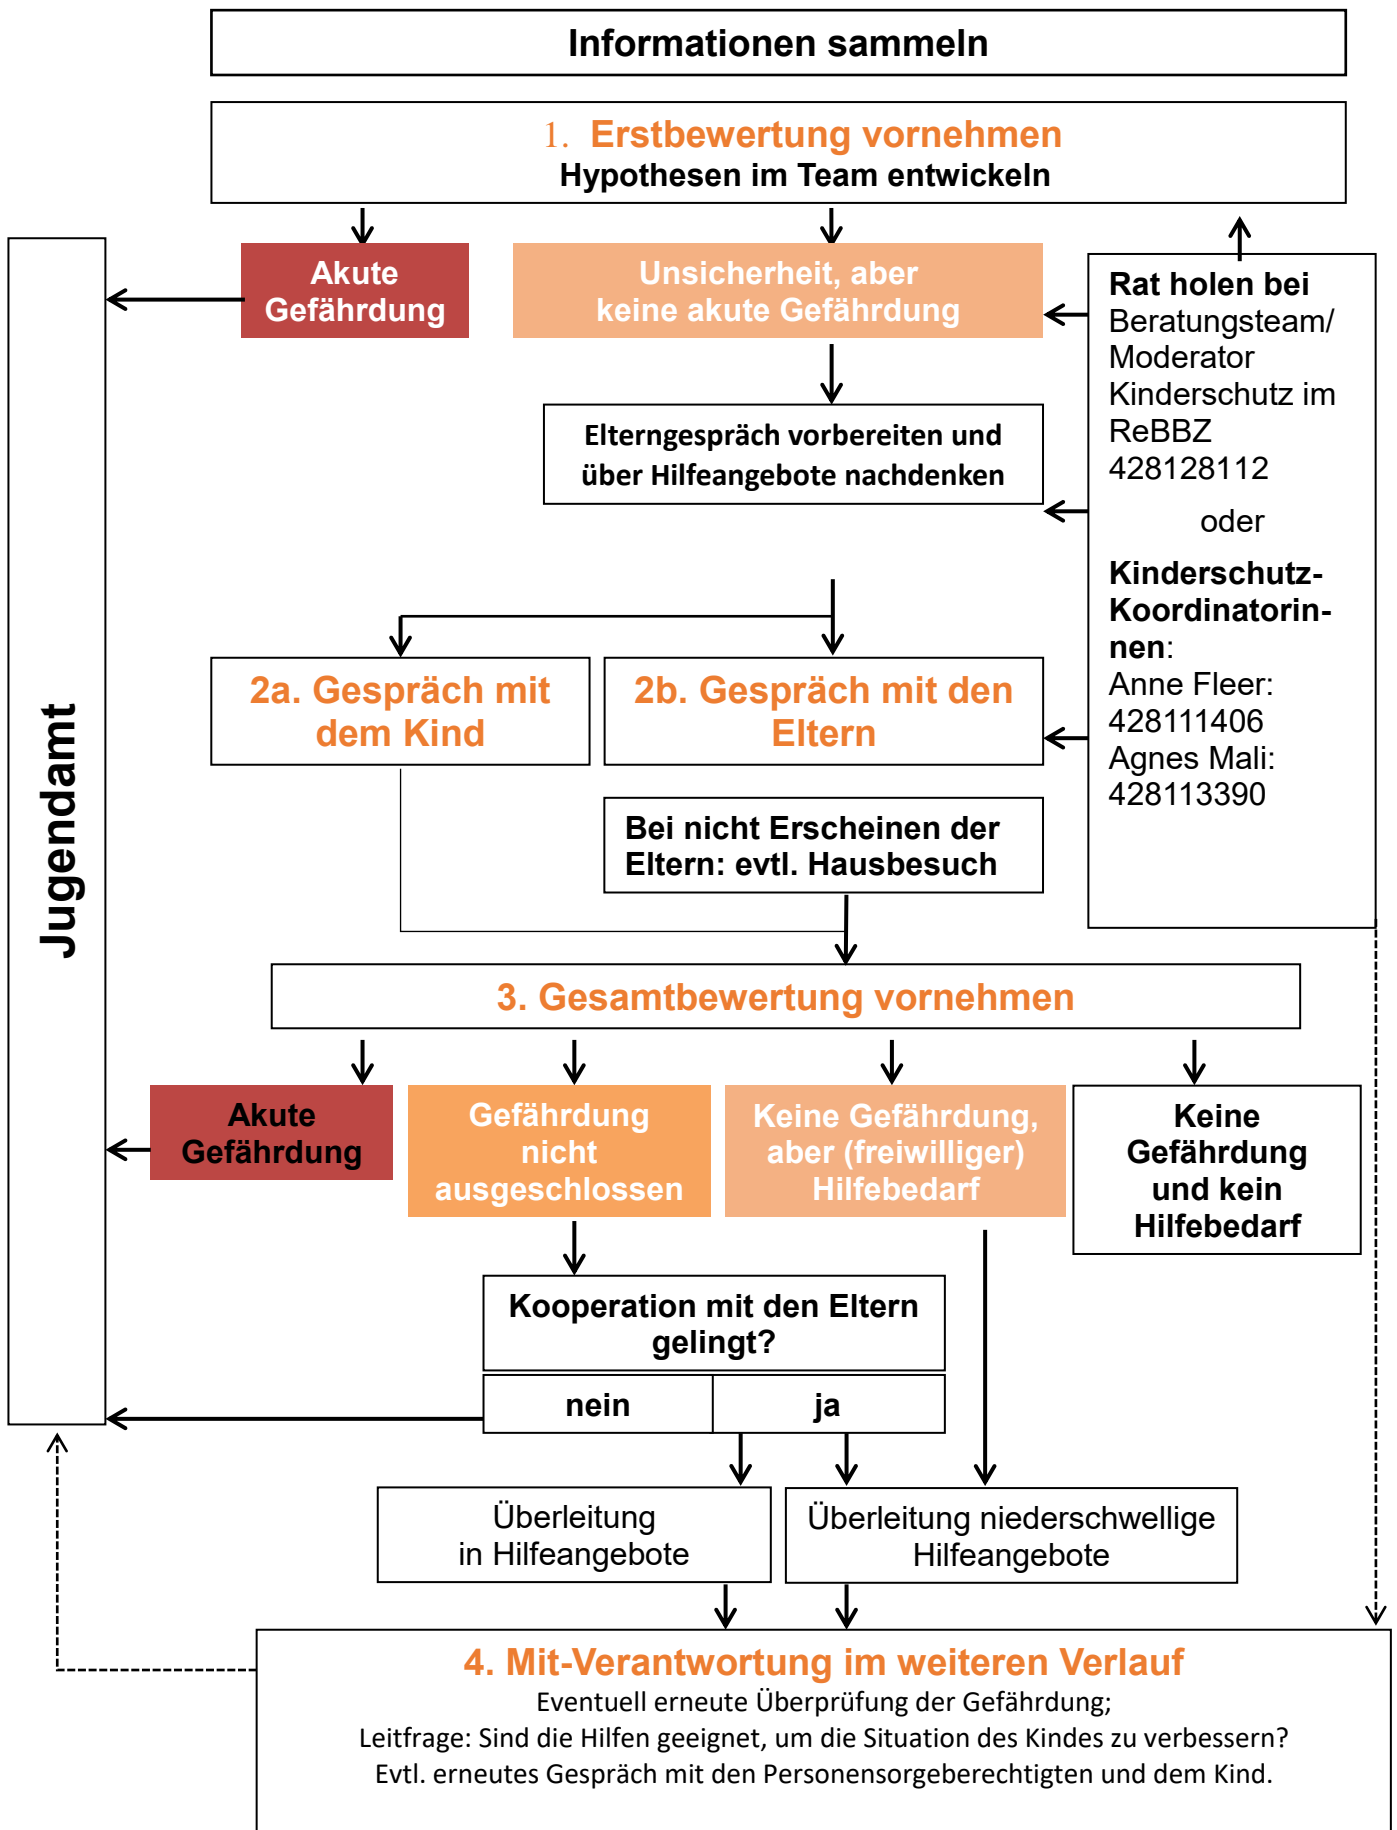 Informationen sammeln
1. Erstbewertung vornehmen
Hypothesen im Team entwickeln
Akute
Gefährdung
Unsicherheit, aber
keine akute Gefährdung
Rat holen bei
Beratungsteam/
Moderator
Kinderschutz im
ReBBZ
428128112
oder
Kinderschutz-
Koordinatorin-
nen:
Anne Fleer:
428111406
Agnes Mali:
428113390
Elterngespräch vorbereiten und
über Hilfeangebote nachdenken
Jugendamt
2a. Gespräch mit
dem Kind
2b. Gespräch mit den
Eltern
Bei nicht Erscheinen der
Eltern: evtl. Hausbesuch
3. Gesamtbewertung vornehmen
Akute
Gefährdung
Gefährdung
nicht
ausgeschlossen
Keine Gefährdung,
aber (freiwilliger)
Hilfebedarf
Keine
Gefährdung
und kein
Hilfebedarf
Kooperation mit den Eltern
gelingt?
nein
ja
Überleitung
in Hilfeangebote
Überleitung niederschwellige
Hilfeangebote
4. Mit-Verantwortung im weiteren Verlauf
Eventuell erneute Überprüfung der Gefährdung;
Leitfrage: Sind die Hilfen geeignet, um die Situation des Kindes zu verbessern?
Evtl. erneutes Gespräch mit den Personensorgeberechtigten und dem Kind.